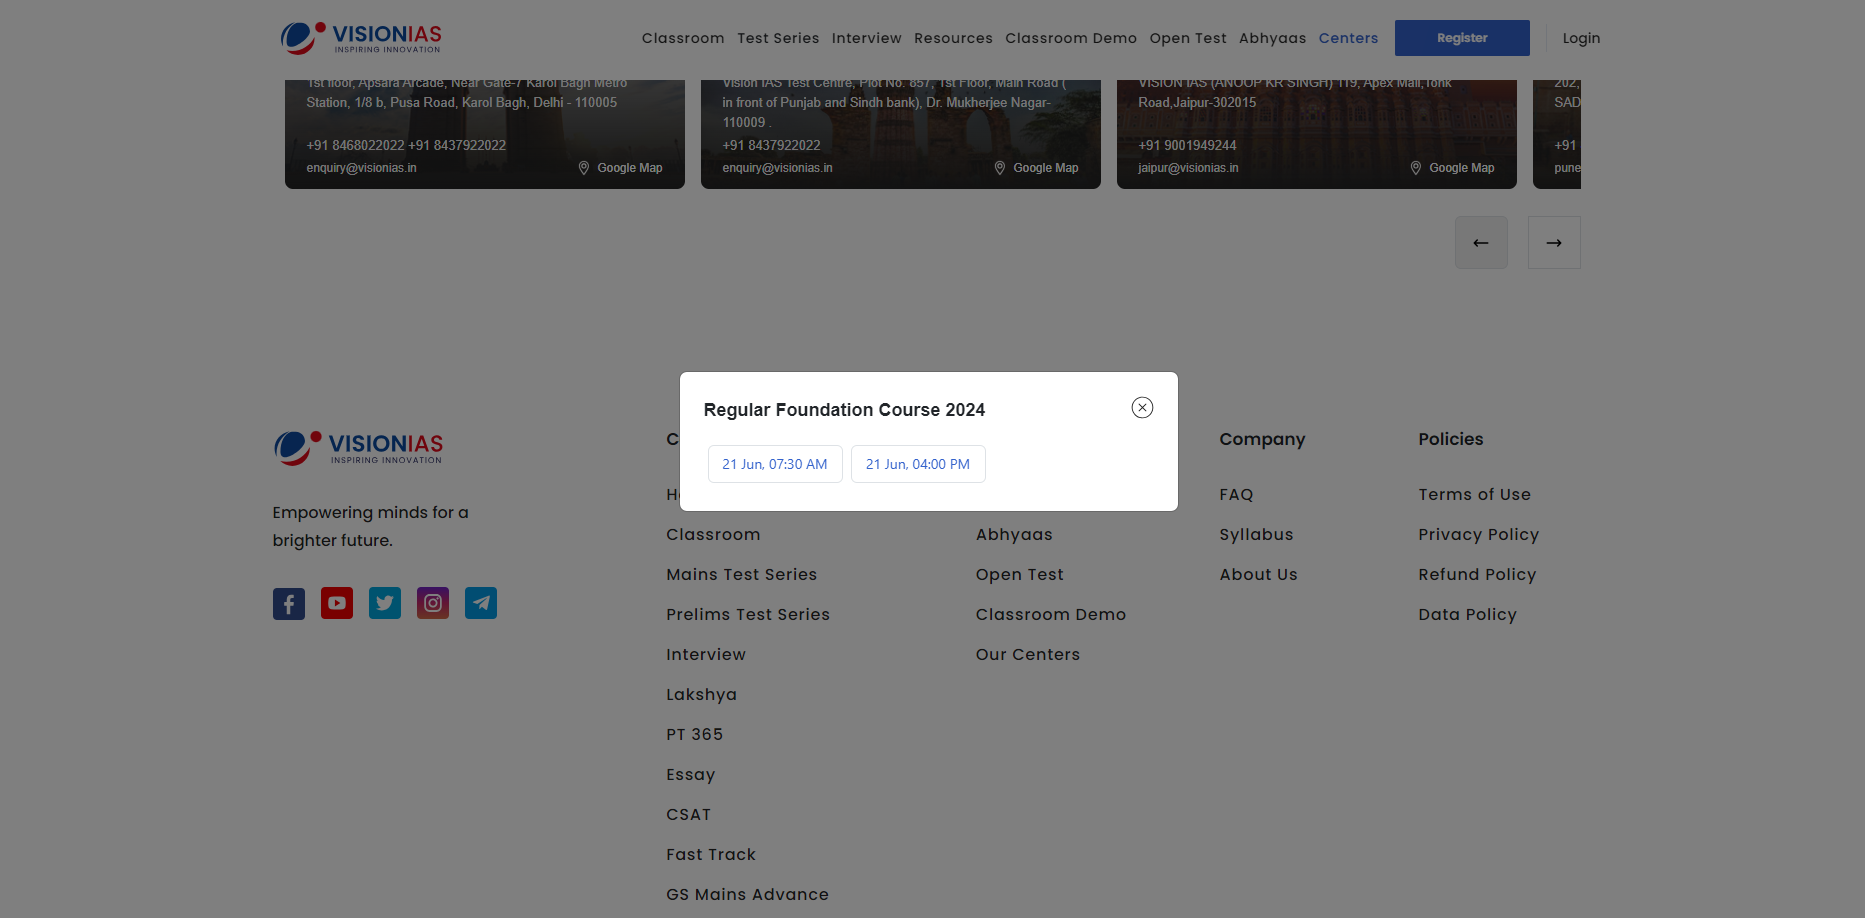 VISIONIAS
INSPIRING INNOVATION
Classroom Test Series Interview Resources Classroom Demo Open Test Abhyaas Centers Register Login
1st floor, Apsara Arcade, Near Gate-7 Karol Bagh Metro
Station, 1/8 b, Pusa Road, Karol Bagh, Delhi - 110005
+91 8468022022 +91 8437922022
enquiry@visionias.in
Google Map
Vision IAS Test Centre, Plot No. 857, 1st Floor, Main Road (
in front of Punjab and Sindh bank), Dr. Mukherjee Nagar-
110009 .
+91 8437922022
enquiry@visionias.in
Google Map
VISION IAS (ANOOP KR SINGH) 119, Apex Mall,Tonk
Road,Jaipur-302015
+91 9001949244
jaipur@visionias.in
Google Map
202,
SAD
+91
pune
Regular Foundation Course 2024
21 Jun, 07:30 AM
21 Jun, 04:00 PM
VISIONIAS
INSPIRING INNOVATION
Empowering minds for a
brighter future.
Classroom
Mains Test Series
Prelims Test Series
Interview
Lakshya
PT 365
Essay
CSAT
Fast Track
GS Mains Advance
Abhyaas
Open Test
Classroom Demo
Our Centers
Company
FAQ
Syllabus
About Us
Policies
Terms of Use
Privacy Policy
Refund Policy
Data Policy